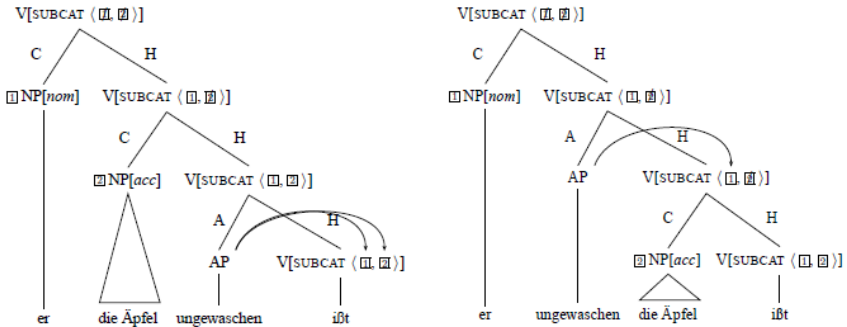 V[SUBCAT ⟨ 1, 2 ⟩]
C H
1 NP[nom] V[SUBCAT ⟨ 1, 2 ⟩]
C H
2 NP[acc] V[SUBCAT ⟨ 1, 2 ⟩]
A H
AP V[SUBCAT ⟨ 1, 2 ⟩]
er die Äpfel ungewaschen ißt
V[SUBCAT ⟨ 1, 2 ⟩]
C H
1 NP[nom] V[SUBCAT ⟨ 1, 2 ⟩]
A H
AP V[SUBCAT ⟨ 1, 2 ⟩]
C H
2 NP[acc] V[SUBCAT ⟨ 1, 2 ⟩]
er ungewaschen die Äpfel ißt